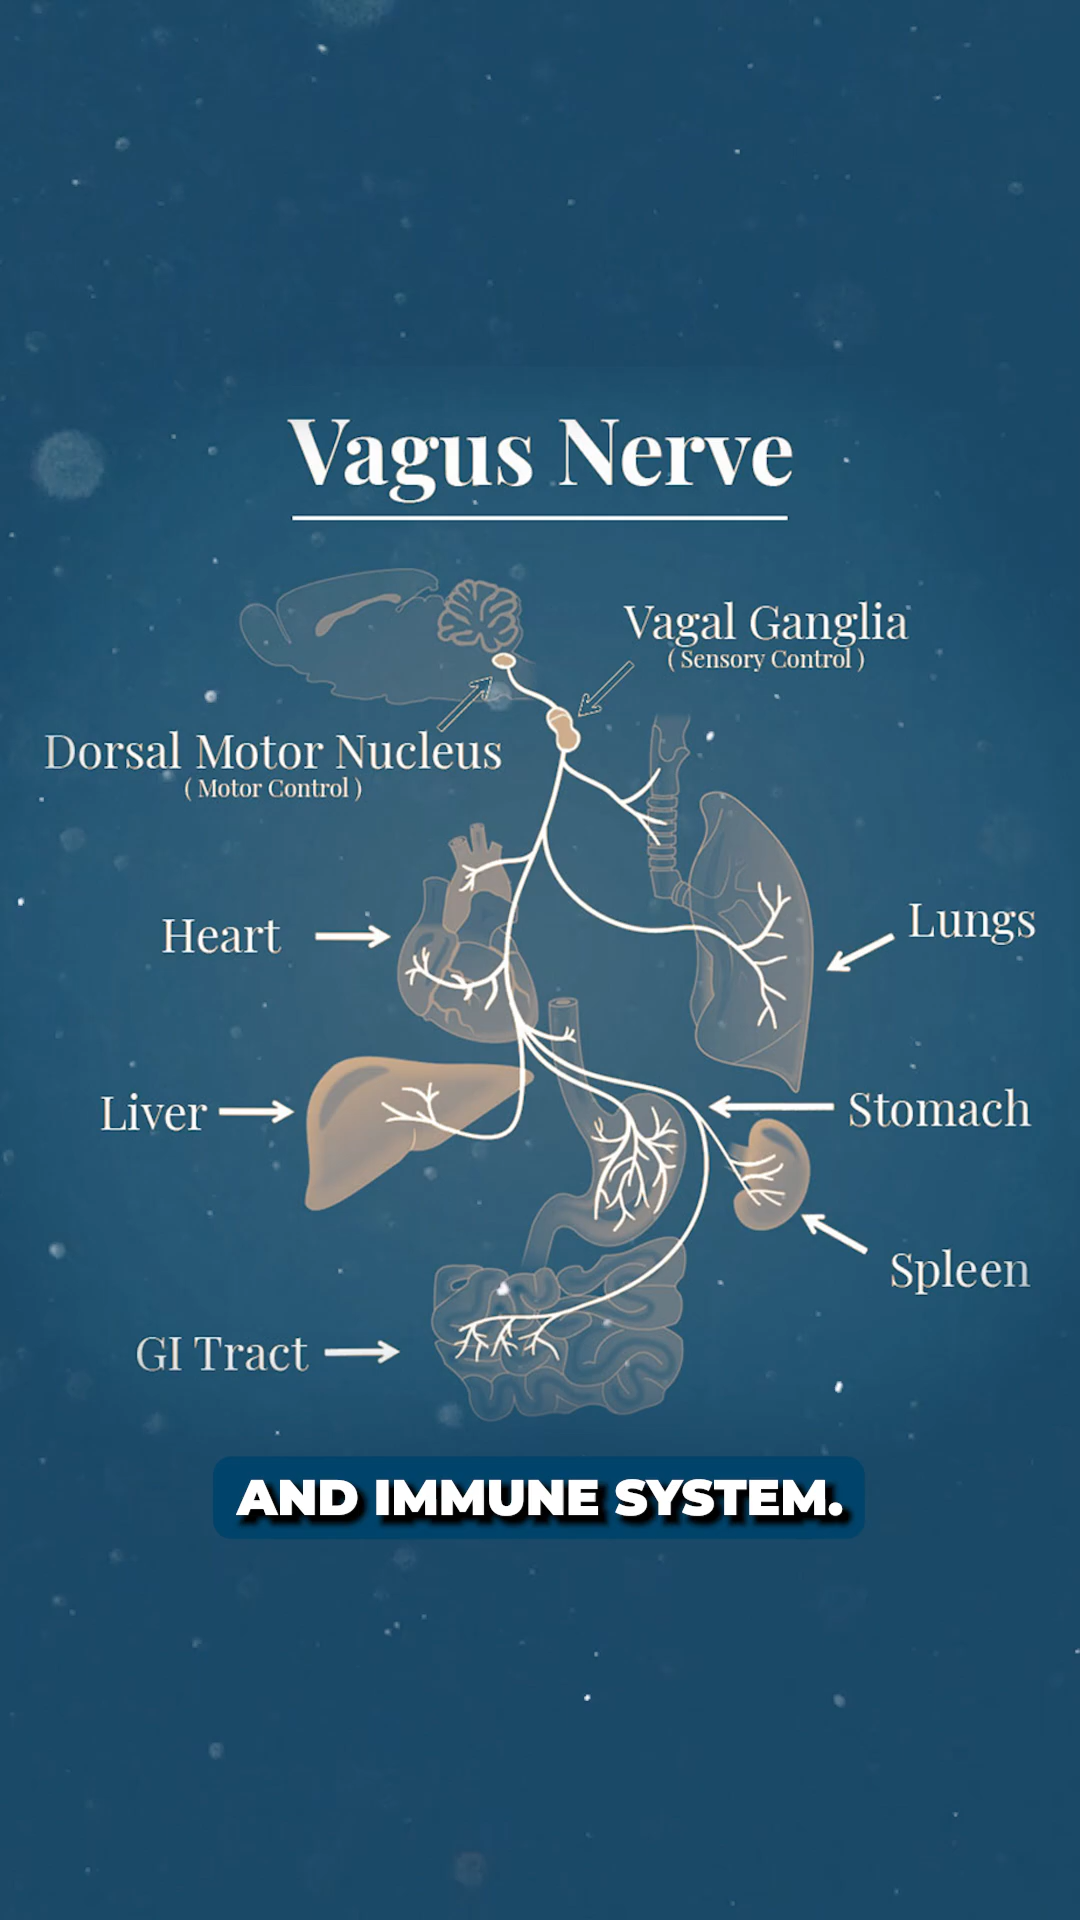 Vagus Nerve
Vagal Ganglia
( Sensory Control )
Dorsal Motor Nucleus
( Motor Control )
Heart
Lungs
Liver
Stomach
Spleen
GI Tract
AND IMMUNE SYSTEM.